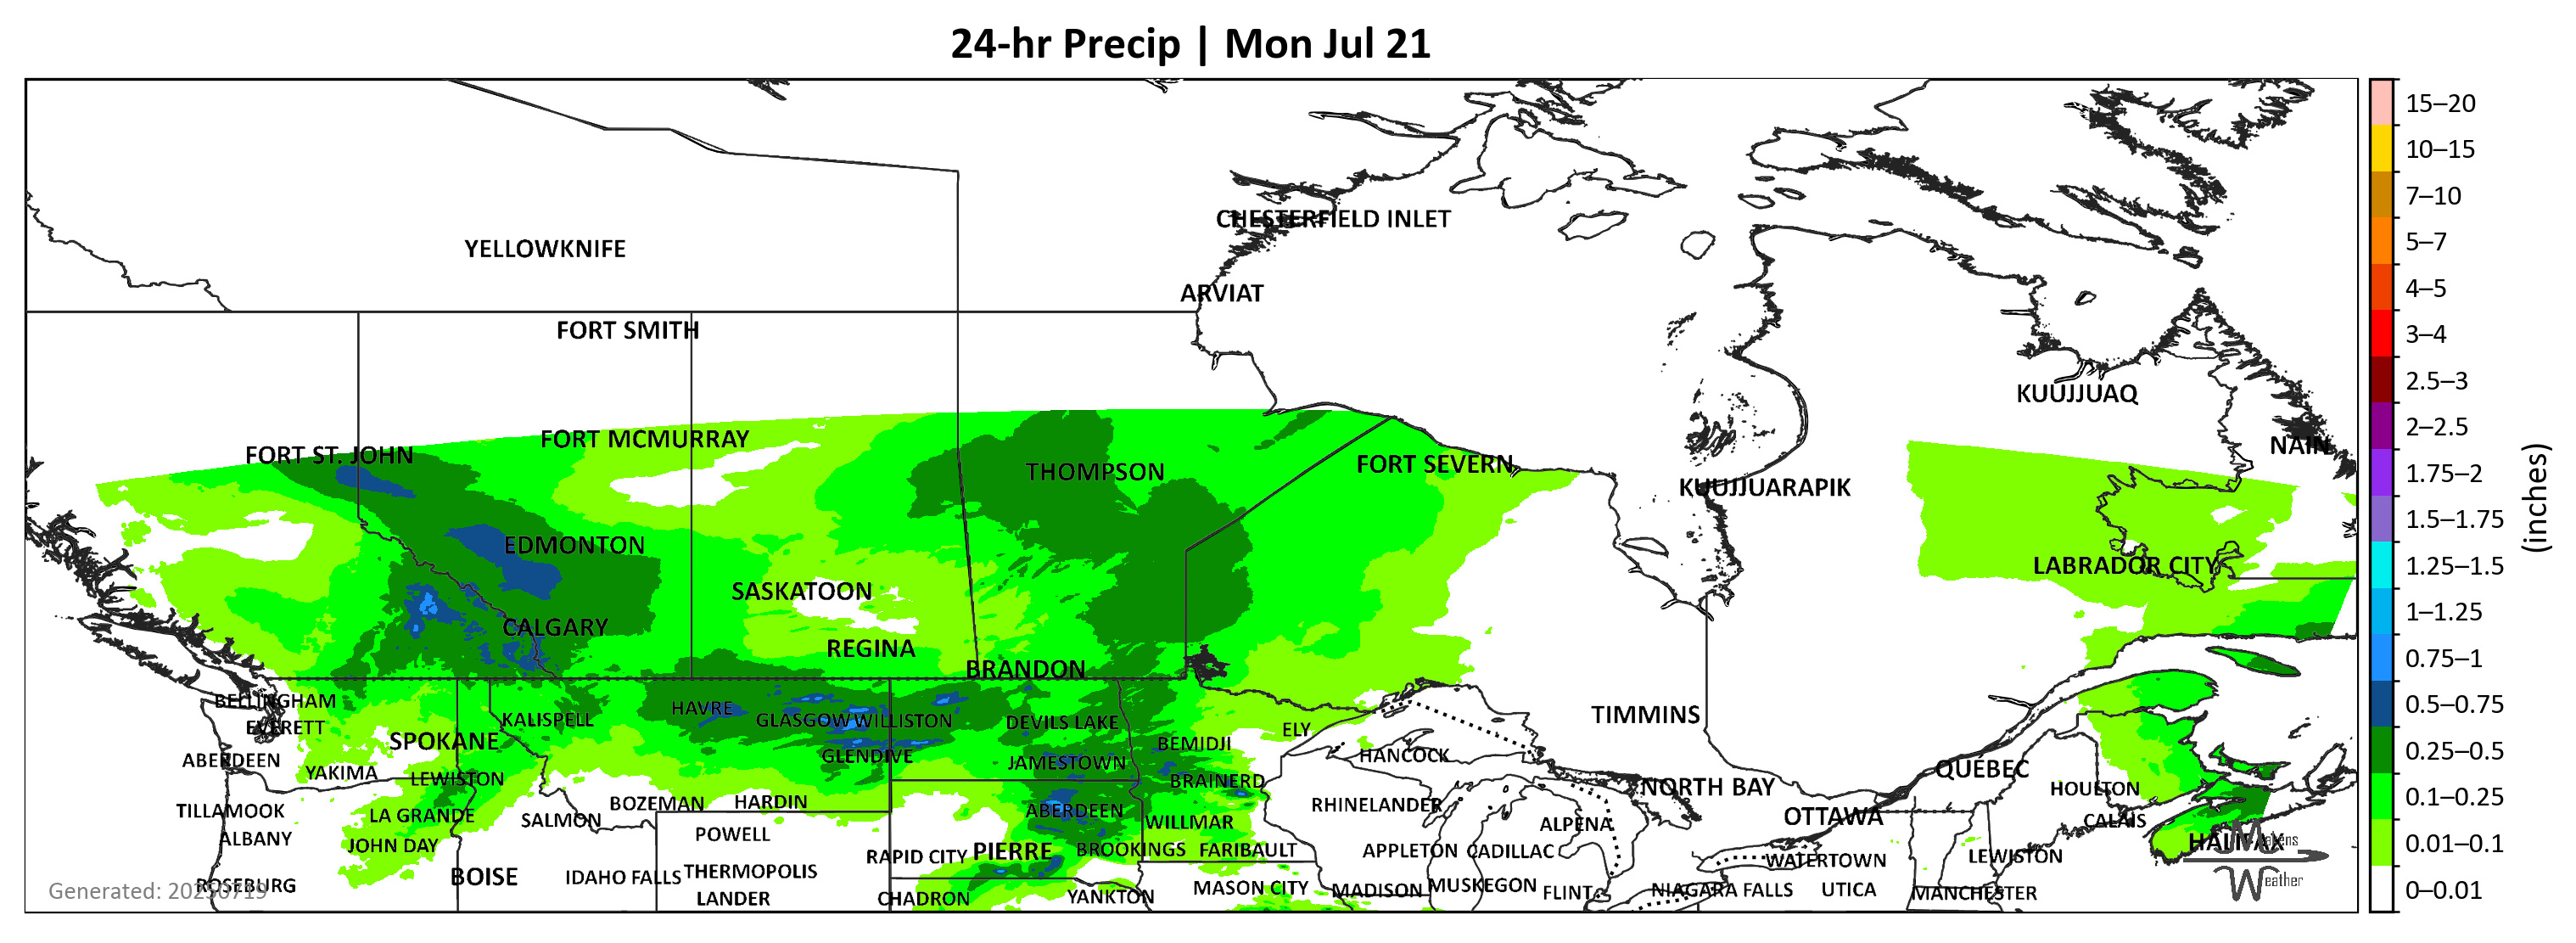 24-hr Precip | Mon Jul 21
CHESTERFIELD INLET
YELLOWKNIFE
ARVIAT
FORT SMITH
KUUJJUAQ
FORT MCMURRAY
NAIN
FORT ST. JOHN
THOMPSON
FORT SEVERN
KUUJJUARAPIK
EDMONTON
LABRADOR CITY
SASKATOON
CALGARY
REGINA
BRANDON
BELLINGHAM
HAVRE
TIMMINS
KALISPELL
GLASGOW
WILLISTON
DEVILS LAKE
EVERETT
ELY
SPOKANE
BEMIDJI
GLENDIVE
HANCOCK
ABERDEEN
JAMESTOWN
QUÉBEC
YAKIMA
LEWISTON
BRAINERD
NORTH BAY
HOULTON
BOZEMAN
HARDIN
RHINELANDER
TILLAMOOK
LA GRANDE
SALMON
ABERDEEN
WILLMAR
ALPENA
OTTAWA
CALAIS
ALBANY
POWELL
HALIFAX
JOHN DAY
RAPID CITY
PIERRE
BROOKINGS
FARIBAULT
APPLETON
CADILLAC
WATERTOWN
LEWISTON
BOISE
IDAHO FALLS
THERMOPOLIS
ROSEBURG
LANDER
CHADRON
YANKTON
MASON CITY
MADISON
MUSKEGON
FLINT
NIAGARA FALLS
UTICA
MANCHESTER
Generated: 20250719
Weather
15–20
10–15
7–10
5–7
4–5
3–4
2.5–3
2–2.5
1.75–2
1.5–1.75
1.25–1.5
1–1.25
0.75–1
0.5–0.75
0.25–0.5
0.1–0.25
0.01–0.1
0–0.01
(inches)